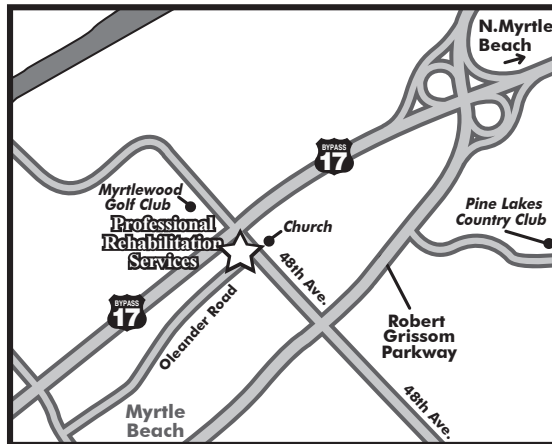 N.Myrtle
Beach
BYPASS
17
Myrtlewood
Golf Club
Professional
Rehabilitation
Services
Church
Pine Lakes
Country Club
48th Ave.
BYPASS
17
Oleander Road
Robert
Grissom
Parkway
Myrtle
Beach
48th Ave.